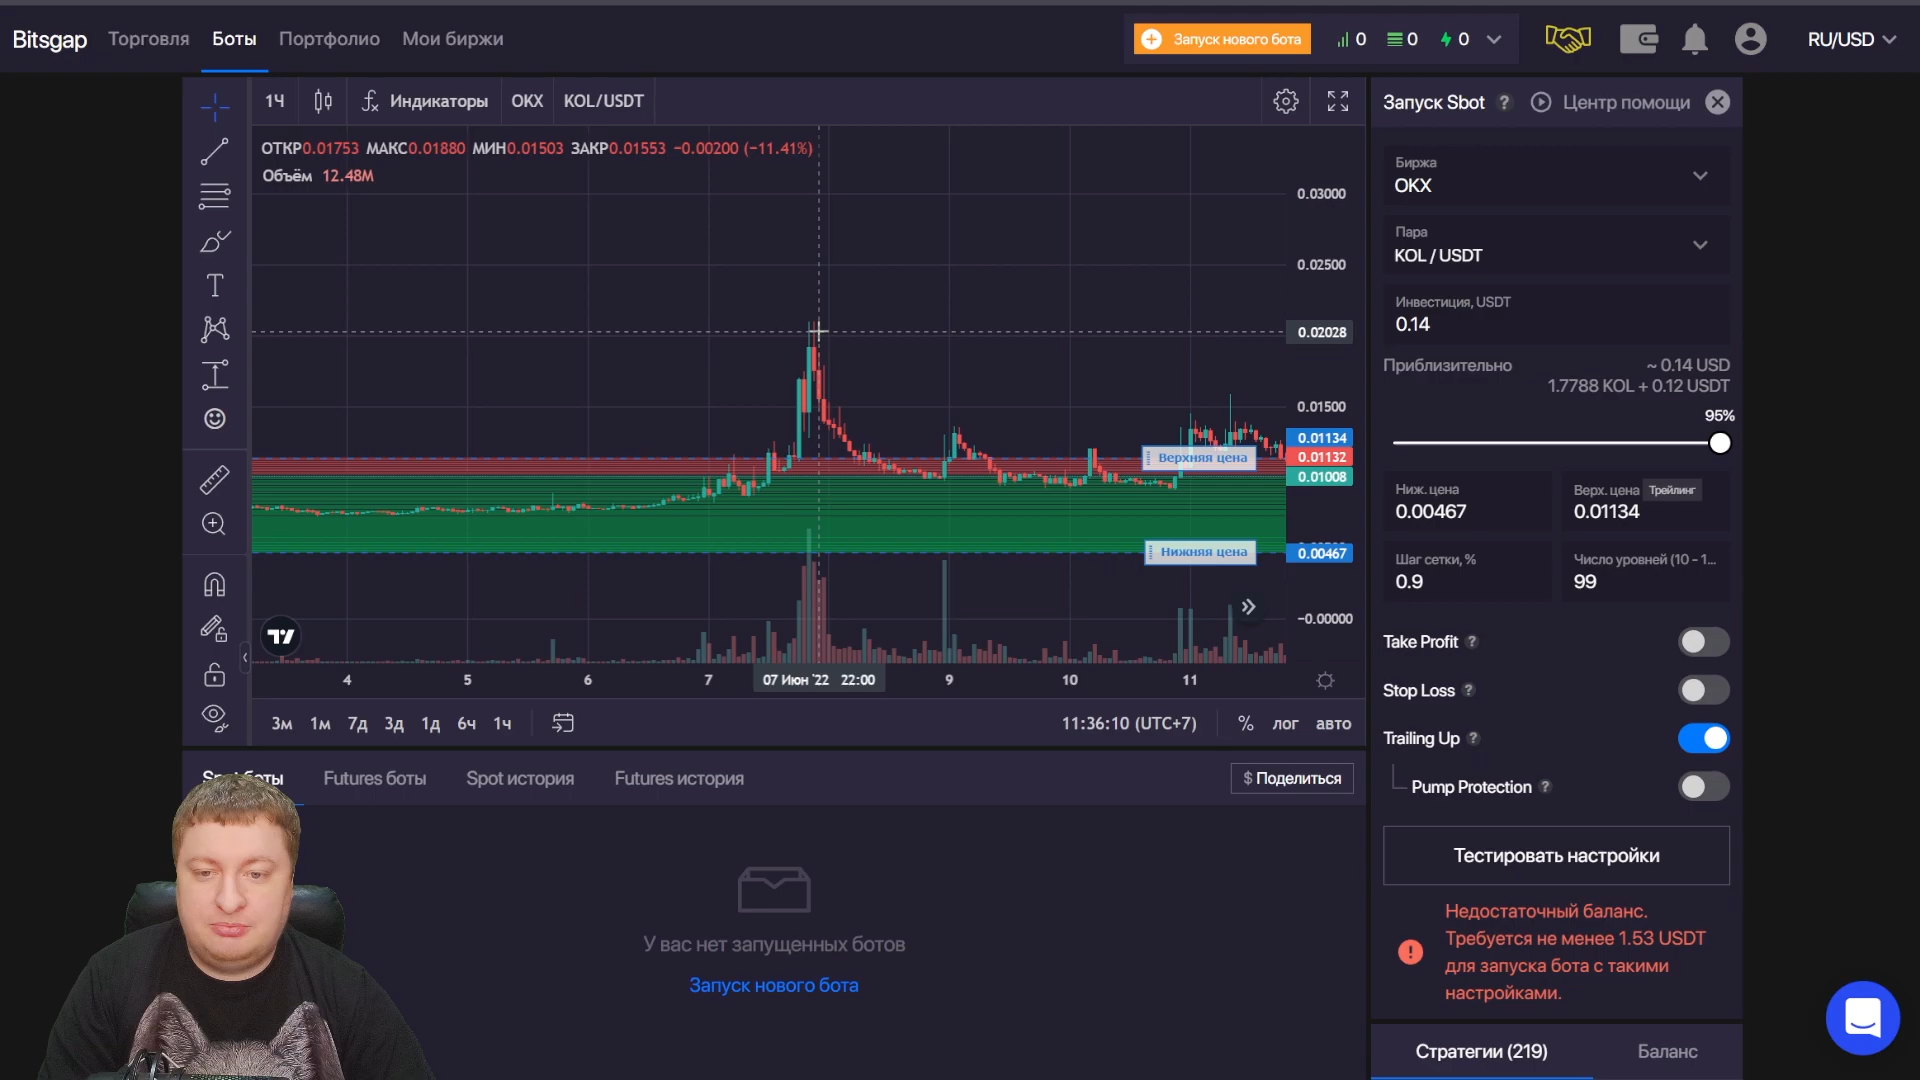 Bitsgap Торговля Боты Портфолио Мои биржи
Запуск нового бота 0 0 0 RU/USD
1Ч Индикаторы OKX KOL/USDT
ОТКР0.01753 МАКС0.01880 МИН0.01503 ЗАКР0.01553 −0.00200 (−11.41%)
Объём 12.48M
0.03000
0.02500
0.02028
0.01500
0.01134
0.01132
0.01008
0.00467
−0.00000
Верхняя цена
Нижняя цена
4 5 6 7 07 Июн '22 22:00 9 10 11
3м 1м 7д 3д 1д 6ч 1ч 11:36:10 (UTC+7) % лог авто
Запуск Sbot ? Центр помощи
Биржа
OKX
Пара
KOL / USDT
Инвестиция, USDT
0.14
Приблизительно ~ 0.14 USD
1.7788 KOL + 0.12 USDT
95%
Ниж. цена
0.00467
Верх. цена Трейлинг
0.01134
Шаг сетки, %
0.9
Число уровней (10 - 1...
99
Take Profit ?
Stop Loss ?
Trailing Up ?
Pump Protection ?
Тестировать настройки
Недостаточный баланс.
Требуется не менее 1.53 USDT
для запуска бота с такими
настройками.
Стратегии (219) Баланс
Spot боты Futures боты Spot история Futures история $ Поделиться
У вас нет запущенных ботов
Запуск нового бота